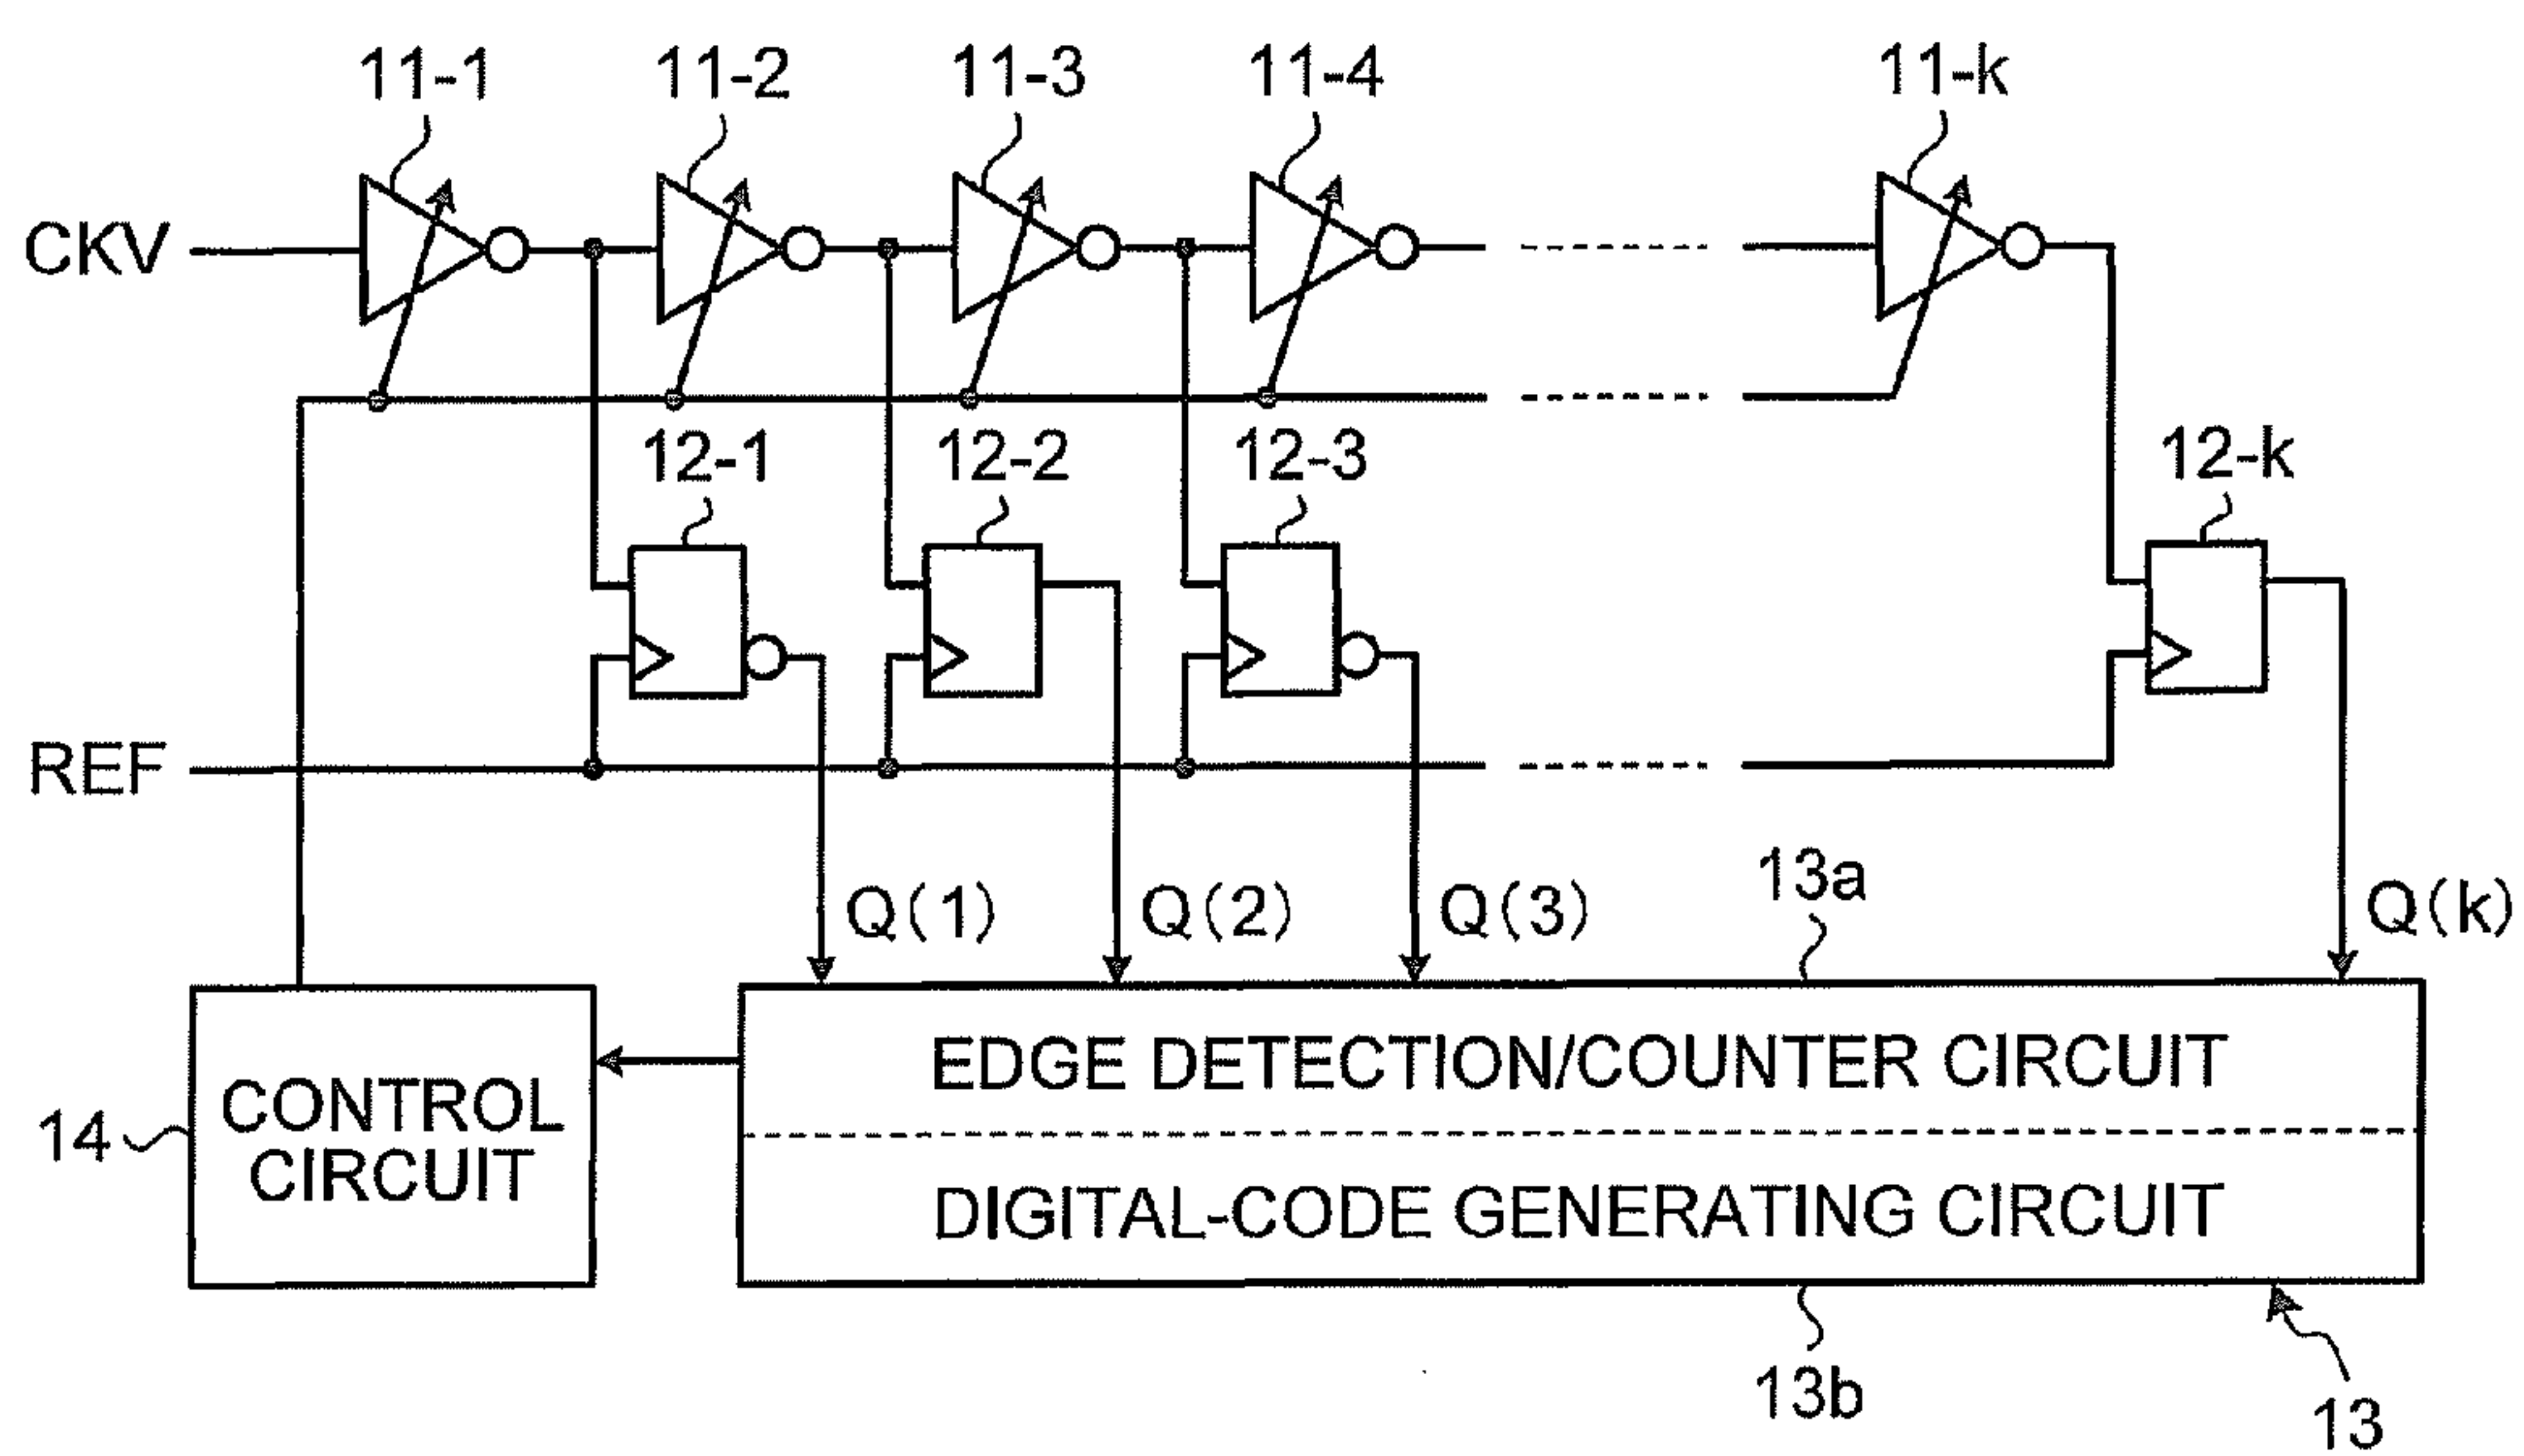 11-1 11-2 11-3 11-4 11-k
CKV
12-1 12-2 12-3 12-k
REF
13a
Q(1) Q(2) Q(3) Q(k)
EDGE DETECTION/COUNTER CIRCUIT
14
CONTROL
CIRCUIT
DIGITAL-CODE GENERATING CIRCUIT
13b
13